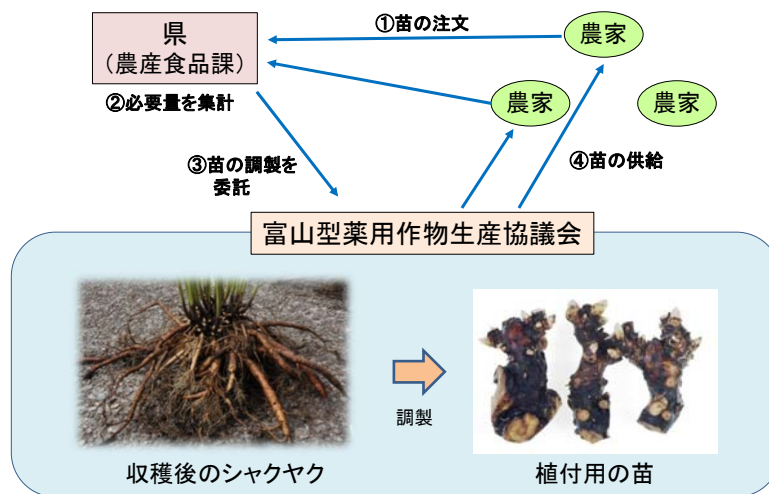 ①苗の注文
県
（農産食品課）
農家
②必要量を集計
農家
農家
③苗の調製を
委託
④苗の供給
富山型薬用作物生産協議会
調製
収穫後のシャクヤク
植付用の苗